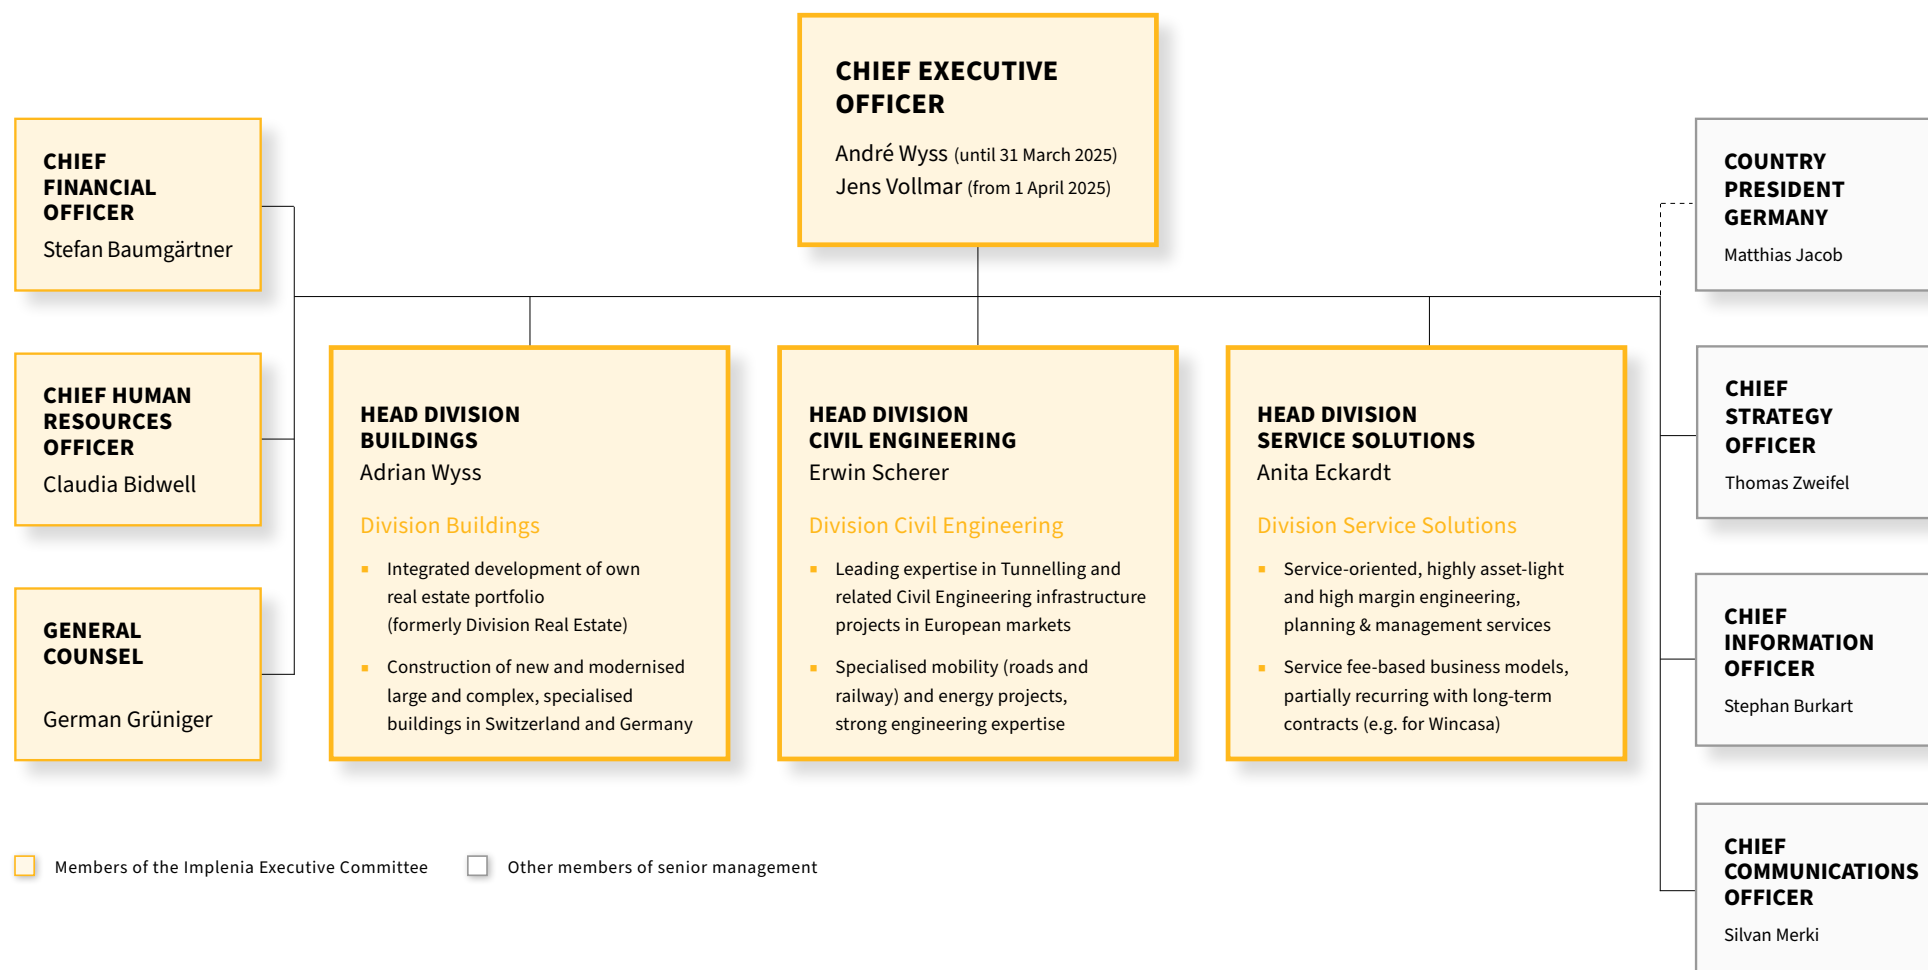 CHIEF EXECUTIVE
OFFICER
André Wyss (until 31 March 2025)
Jens Vollmar (from 1 April 2025)
CHIEF
FINANCIAL
OFFICER
Stefan Baumgärtner
CHIEF HUMAN
RESOURCES
OFFICER
Claudia Bidwell
GENERAL
COUNSEL
German Grüniger
HEAD DIVISION
BUILDINGS
Adrian Wyss
Division Buildings
▪ Integrated development of own
real estate portfolio
(formerly Division Real Estate)
▪ Construction of new and modernised
large and complex, specialised
buildings in Switzerland and Germany
HEAD DIVISION
CIVIL ENGINEERING
Erwin Scherer
Division Civil Engineering
▪ Leading expertise in Tunnelling and
related Civil Engineering infrastructure
projects in European markets
▪ Specialised mobility (roads and
railway) and energy projects,
strong engineering expertise
HEAD DIVISION
SERVICE SOLUTIONS
Anita Eckardt
Division Service Solutions
▪ Service-oriented, highly asset-light
and high margin engineering,
planning & management services
▪ Service fee-based business models,
partially recurring with long-term
contracts (e.g. for Wincasa)
COUNTRY
PRESIDENT
GERMANY
Matthias Jacob
CHIEF
STRATEGY
OFFICER
Thomas Zweifel
CHIEF
INFORMATION
OFFICER
Stephan Burkart
CHIEF
COMMUNICATIONS
OFFICER
Silvan Merki
Members of the Implenia Executive Committee
Other members of senior management